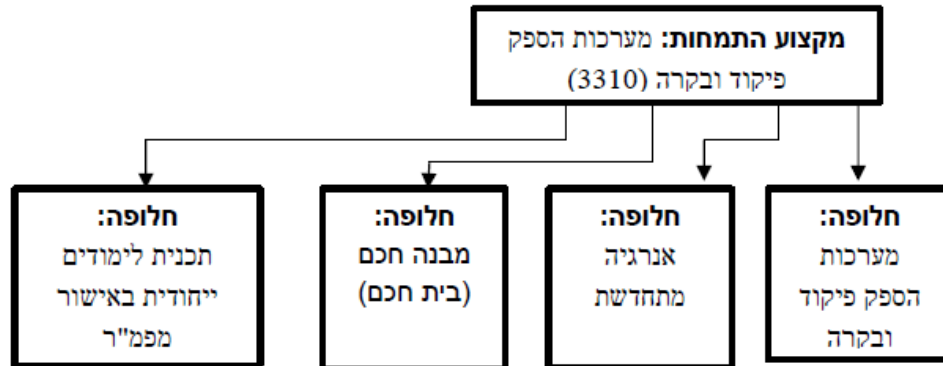 מקצוע התמחות: מערכות הספק
פיקוד ובקרה (3310)
חלופה:
מערכות
הספק פיקוד
ובקרה
חלופה:
אנרגיה
מתחדשת
חלופה:
מבנה חכם
(בית חכם)
חלופה:
תכנית לימודים
ייחודית באישור
מפמ"ר